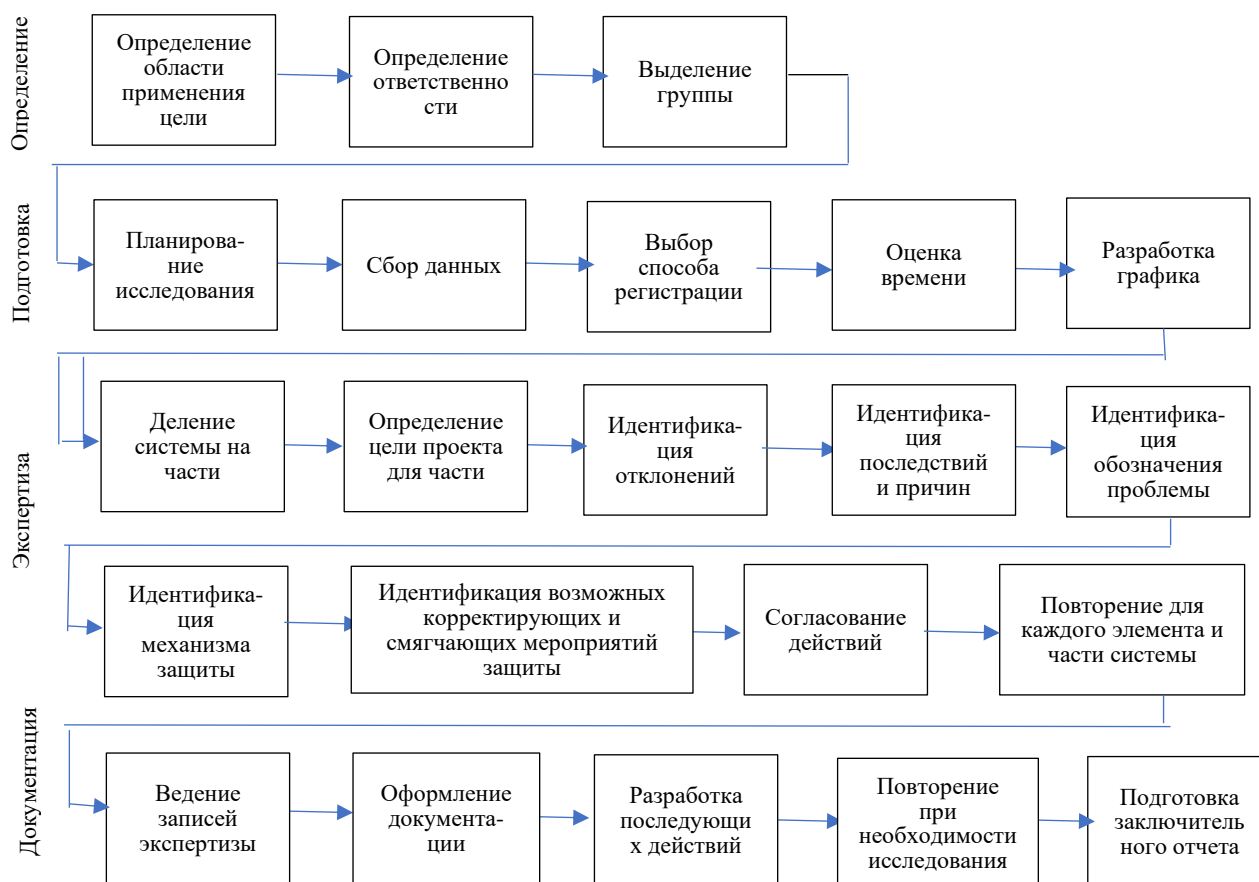 Определение
Определение
области
применения
цели
Определение
ответственно
сти
Выделение
группы
Подготовка
Планирова-
ние
исследования
Сбор данных
Выбор
способа
регистрации
Оценка
времени
Разработка
графика
Экспертиза
Деление
системы на
части
Определение
цели проекта
для части
Идентифика-
ция
отклонений
Идентифика-
ция
последствий
и причин
Идентифика-
ция
обозначения
проблемы
Идентифика-
ция
механизма
защиты
Идентификация возможных
корректирующих и
смягчающих мероприятий
защиты
Согласование
действий
Повторение для
каждого элемента и
части системы
Документация
Ведение
записей
экспертизы
Оформление
документа-
ции
Разработка
последующи
х действий
Повторение
при
необходимости
исследования
Подготовка
заключитель
ного отчета